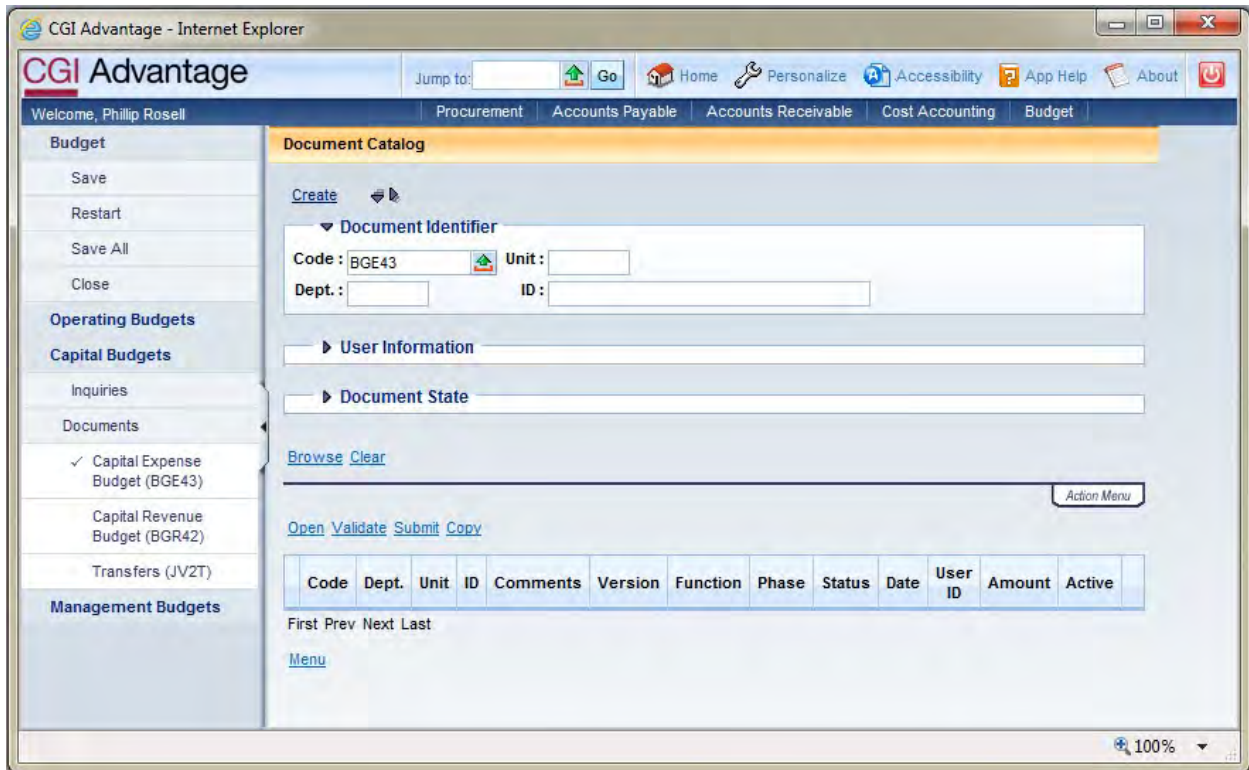 CGI Advantage - Internet Explorer
CGI Advantage
Jump to: Go Home Personalize Accessibility App Help About
Welcome, Phillip Rosell
Procurement Accounts Payable Accounts Receivable Cost Accounting Budget
Budget
Save
Restart
Save All
Close
Operating Budgets
Capital Budgets
Inquiries
Documents
✓ Capital Expense
Budget (BGE43)
Capital Revenue
Budget (BGR42)
Transfers (JV2T)
Management Budgets
Document Catalog
Create
Document Identifier
Code : BGE43 Unit :
Dept. : ID :
User Information
Document State
Browse Clear
Action Menu
Open Validate Submit Copy
Code Dept. Unit ID Comments Version Function Phase Status Date User ID Amount Active
First Prev Next Last
Menu
100%